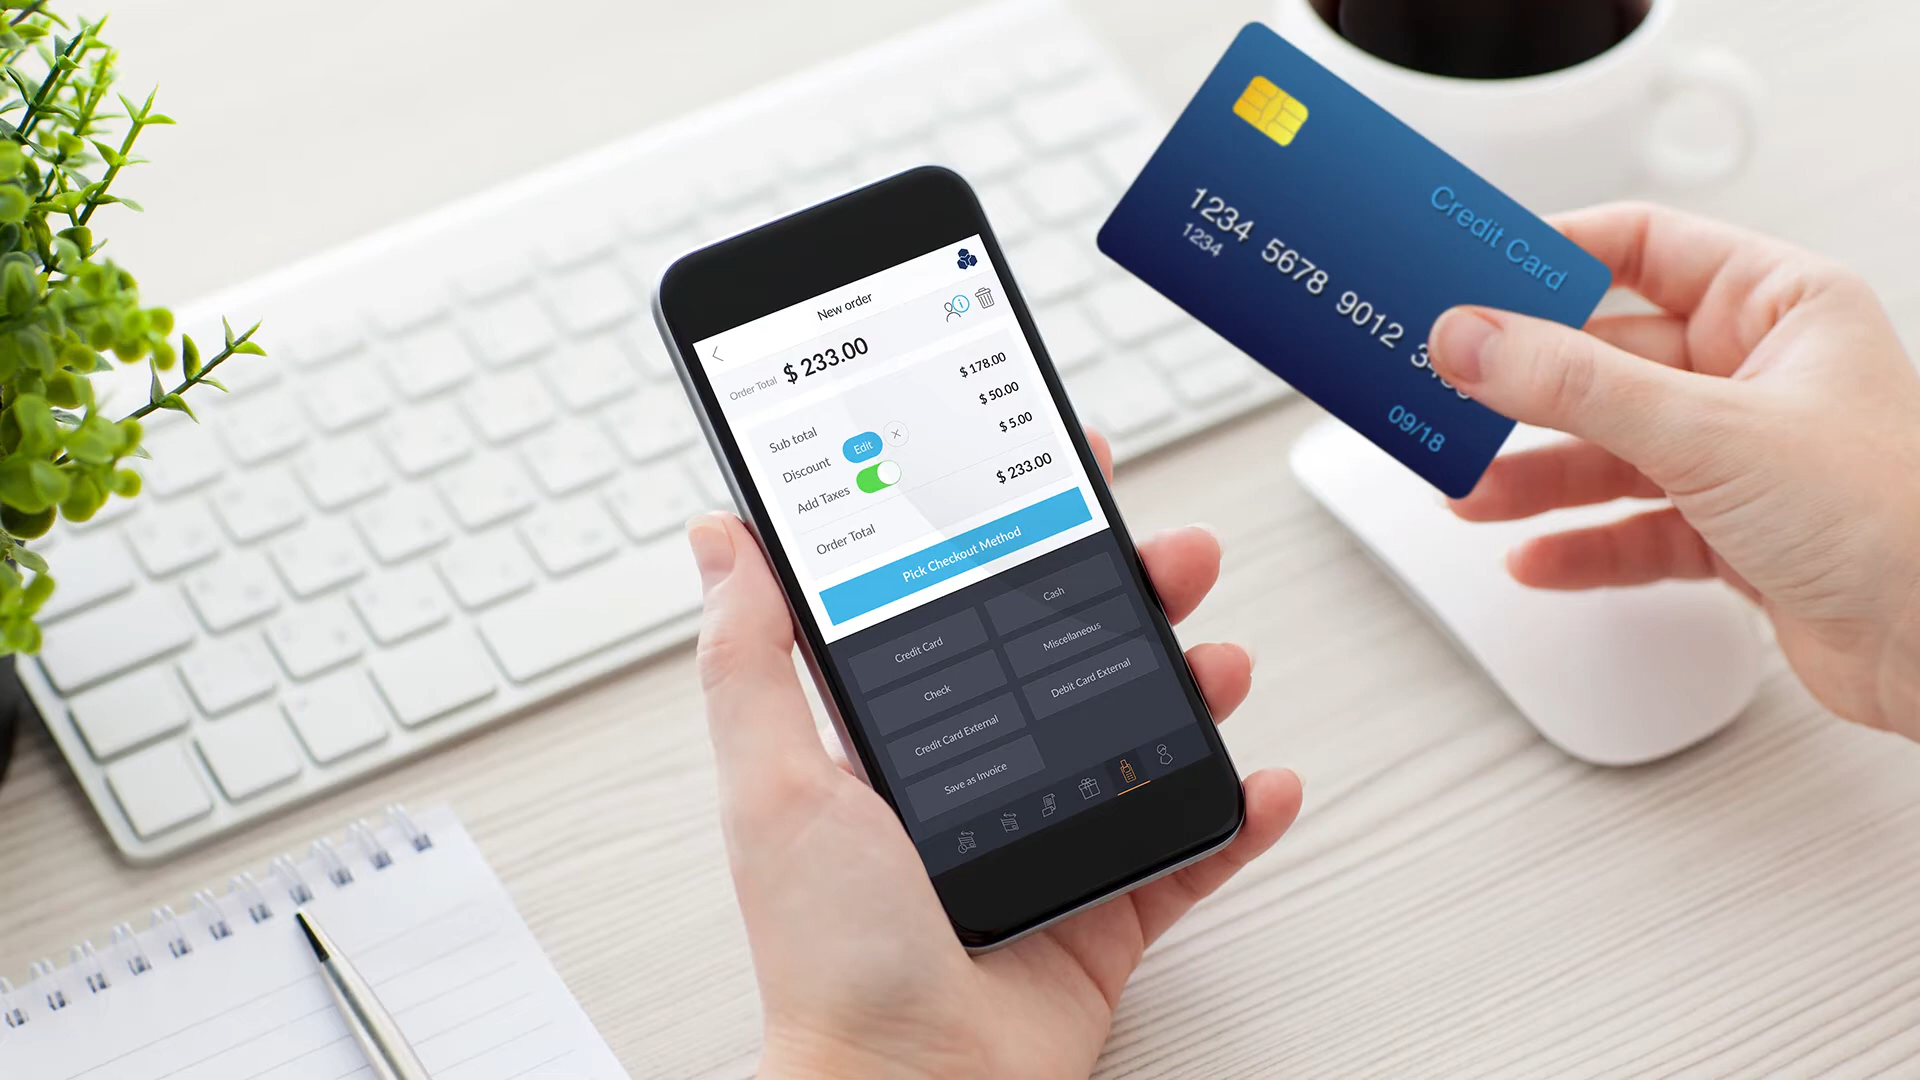 New order
Order Total $ 233.00
Sub total $ 178.00
Discount Edit $ 50.00
Add Taxes $ 5.00
Order Total $ 233.00
Pick Checkout Method
Credit Card Cash
Check Miscellaneous
Credit Card External Debit Card External
Save as Invoice
Credit Card
1234 5678 9012
1234
09/18